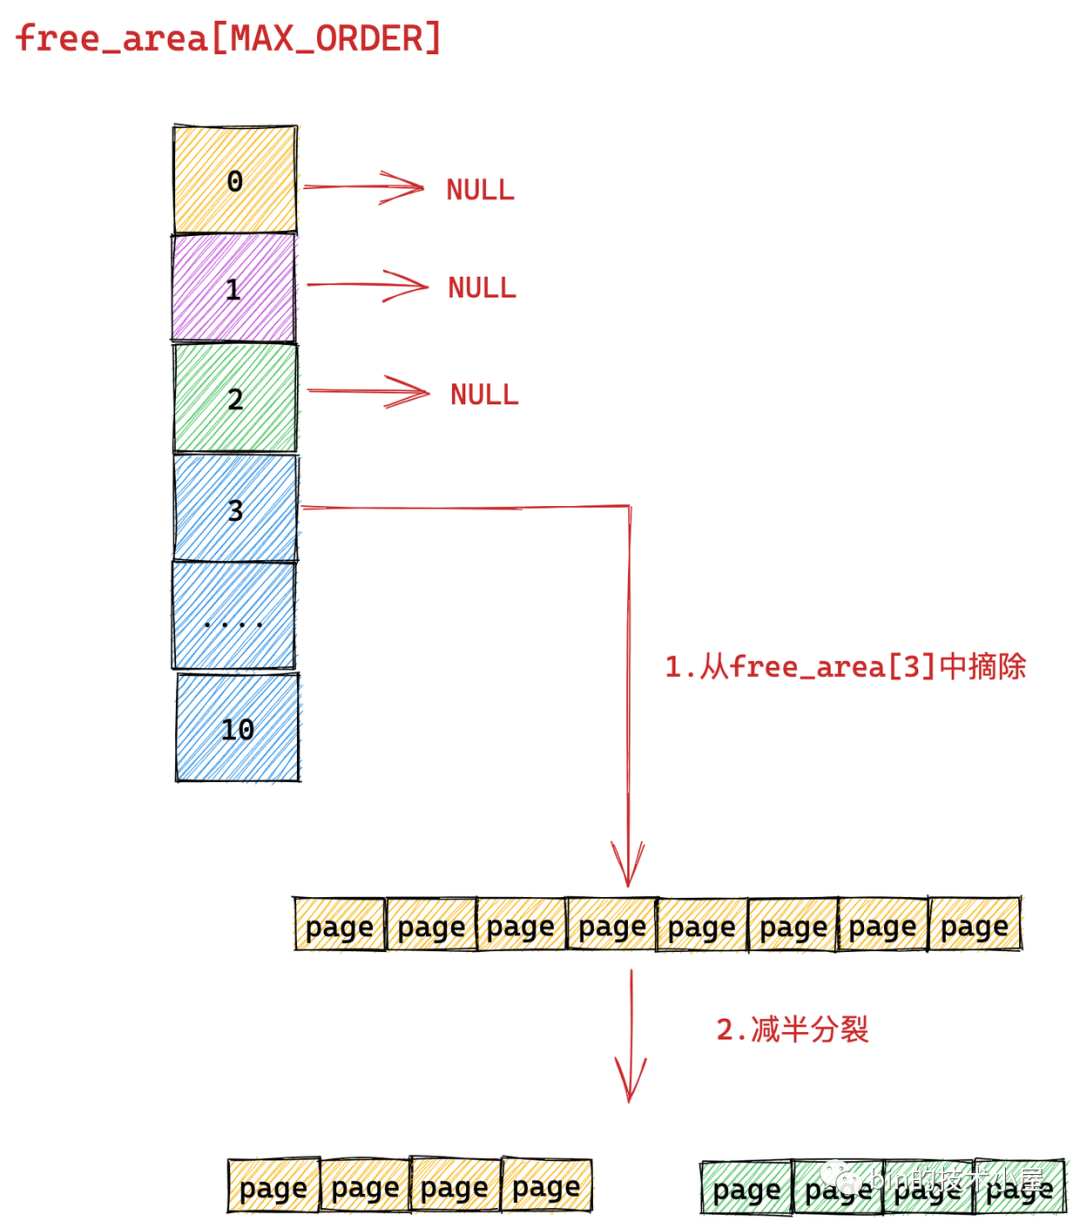 free_area[MAX_ORDER]
0
NULL
1
NULL
2
NULL
3
....
1.从free_area[3]中摘除
10
page page page page page page page page
2.减半分裂
page page page page page page page page
bin的技术小屋